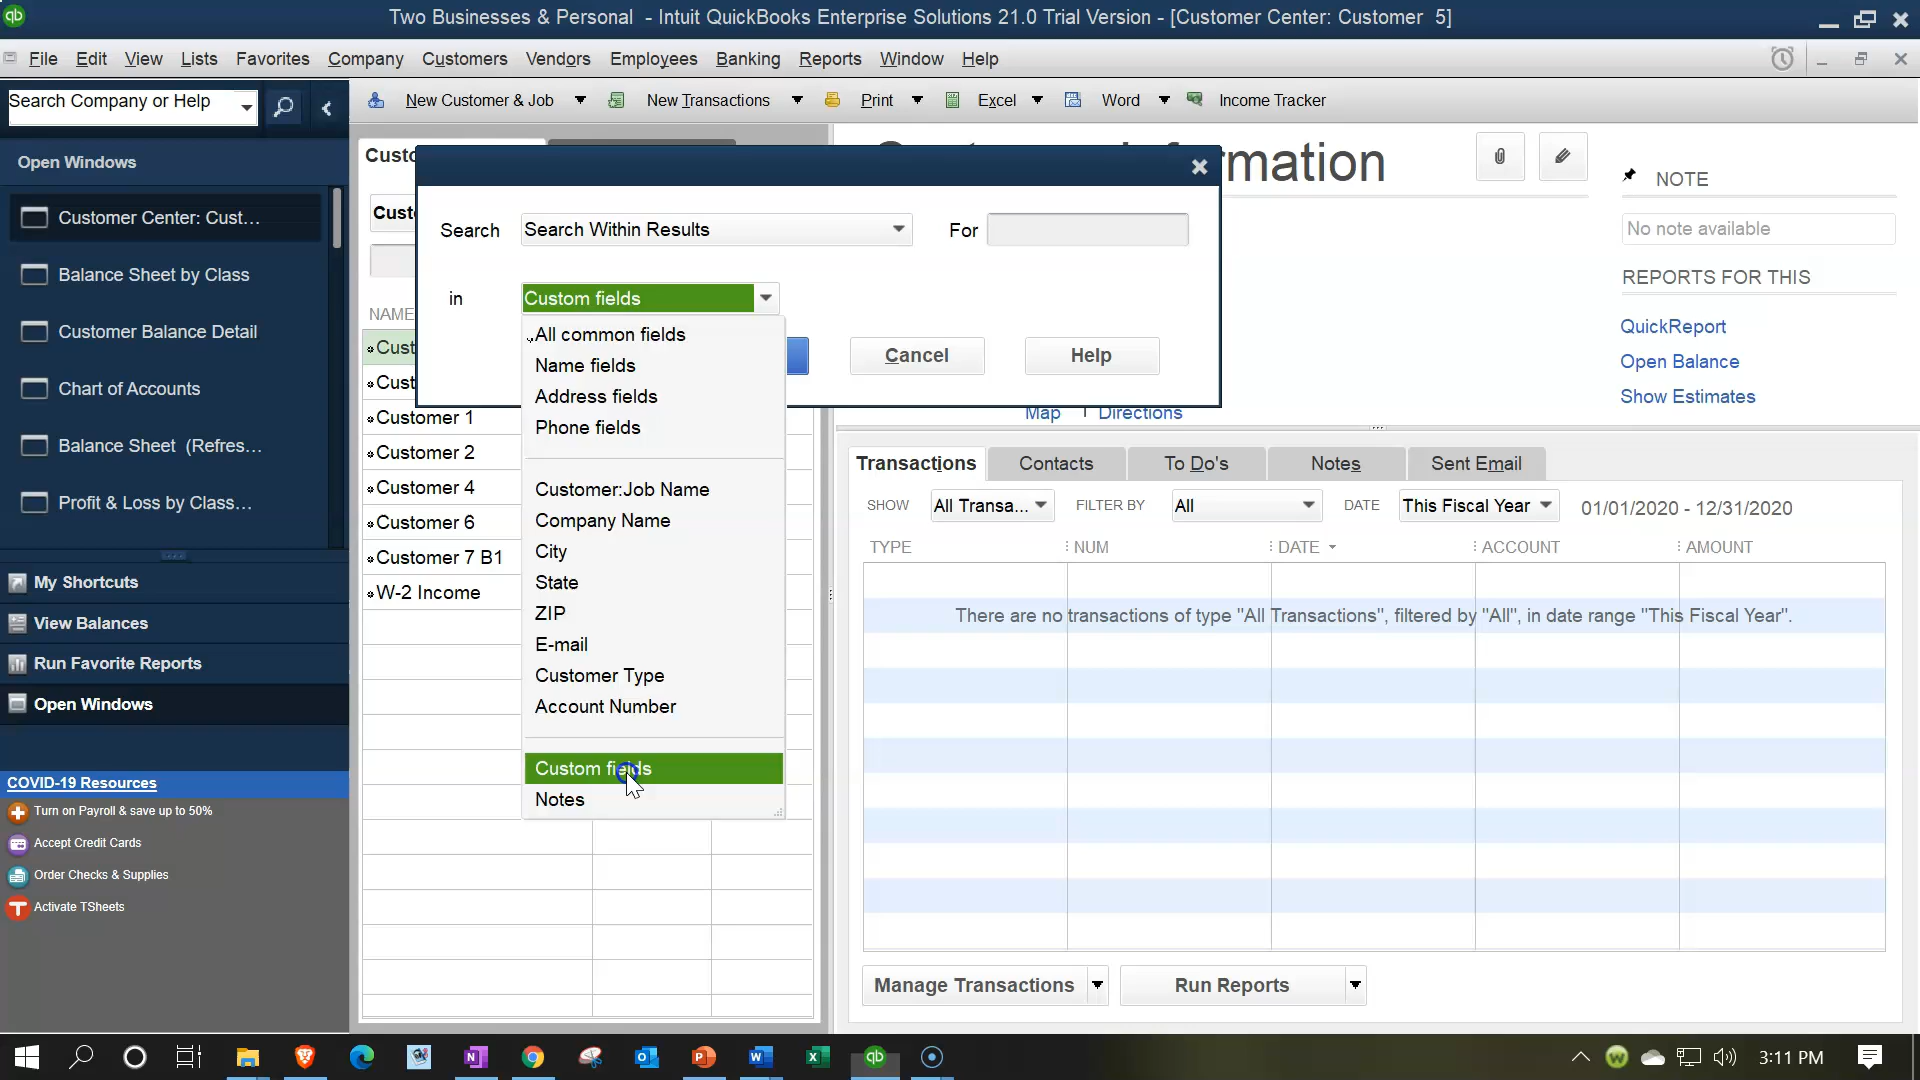 Two Businesses & Personal - Intuit QuickBooks Enterprise Solutions 21.0 Trial Version - [Customer Center: Customer 5]
File Edit View Lists Favorites Company Customers Vendors Employees Banking Reports Window Help
Search Company or Help
New Customer & Job New Transactions Print Excel Word Income Tracker
Open Windows
Customer Center: Cust...
Balance Sheet by Class
Customer Balance Detail
Chart of Accounts
Balance Sheet (Refres...
Profit & Loss by Class...
My Shortcuts
View Balances
Run Favorite Reports
Open Windows
COVID-19 Resources
Turn on Payroll & save up to 50%
Accept Credit Cards
Order Checks & Supplies
Activate TSheets
Custo
Custo
NAME
Cust
Cust
Customer 1
Customer 2
Customer 4
Customer 6
Customer 7 B1
W-2 Income
Search
Search Within Results
For
in
Custom fields
All common fields
Name fields
Address fields
Phone fields
Customer:Job Name
Company Name
City
State
ZIP
E-mail
Customer Type
Account Number
Custom fields
Notes
Cancel
Help
rmation
Map | Directions
NOTE
No note available
REPORTS FOR THIS
QuickReport
Open Balance
Show Estimates
Transactions Contacts To Do's Notes Sent Email
SHOW All Transa... FILTER BY All DATE This Fiscal Year 01/01/2020 - 12/31/2020
TYPE NUM DATE ACCOUNT AMOUNT
There are no transactions of type "All Transactions", filtered by "All", in date range "This Fiscal Year".
Manage Transactions Run Reports
3:11 PM